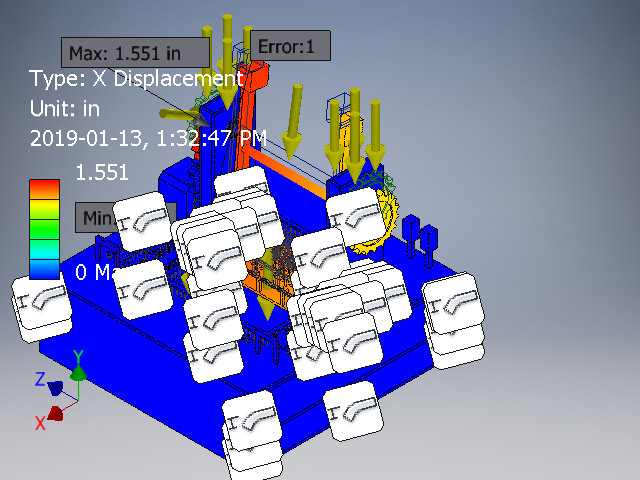 Max: 1.551 in
Error:1
Type: X Displacement
Unit: in
2019-01-13, 1:32:47 PM
1.551
Min
0 Ma
Y
Z
X